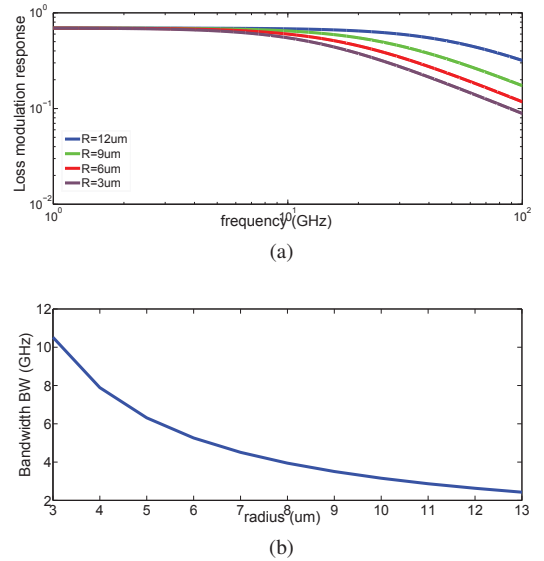 10^0
10^-1
10^-2
Loss modulation response
R=12um
R=9um
R=6um
R=3um
10^0
10^1
10^2
frequency (GHz)
(a)
12
10
8
6
4
2
Bandwidth BW (GHz)
3 4 5 6 7 8 9 10 11 12 13
radius (um)
(b)